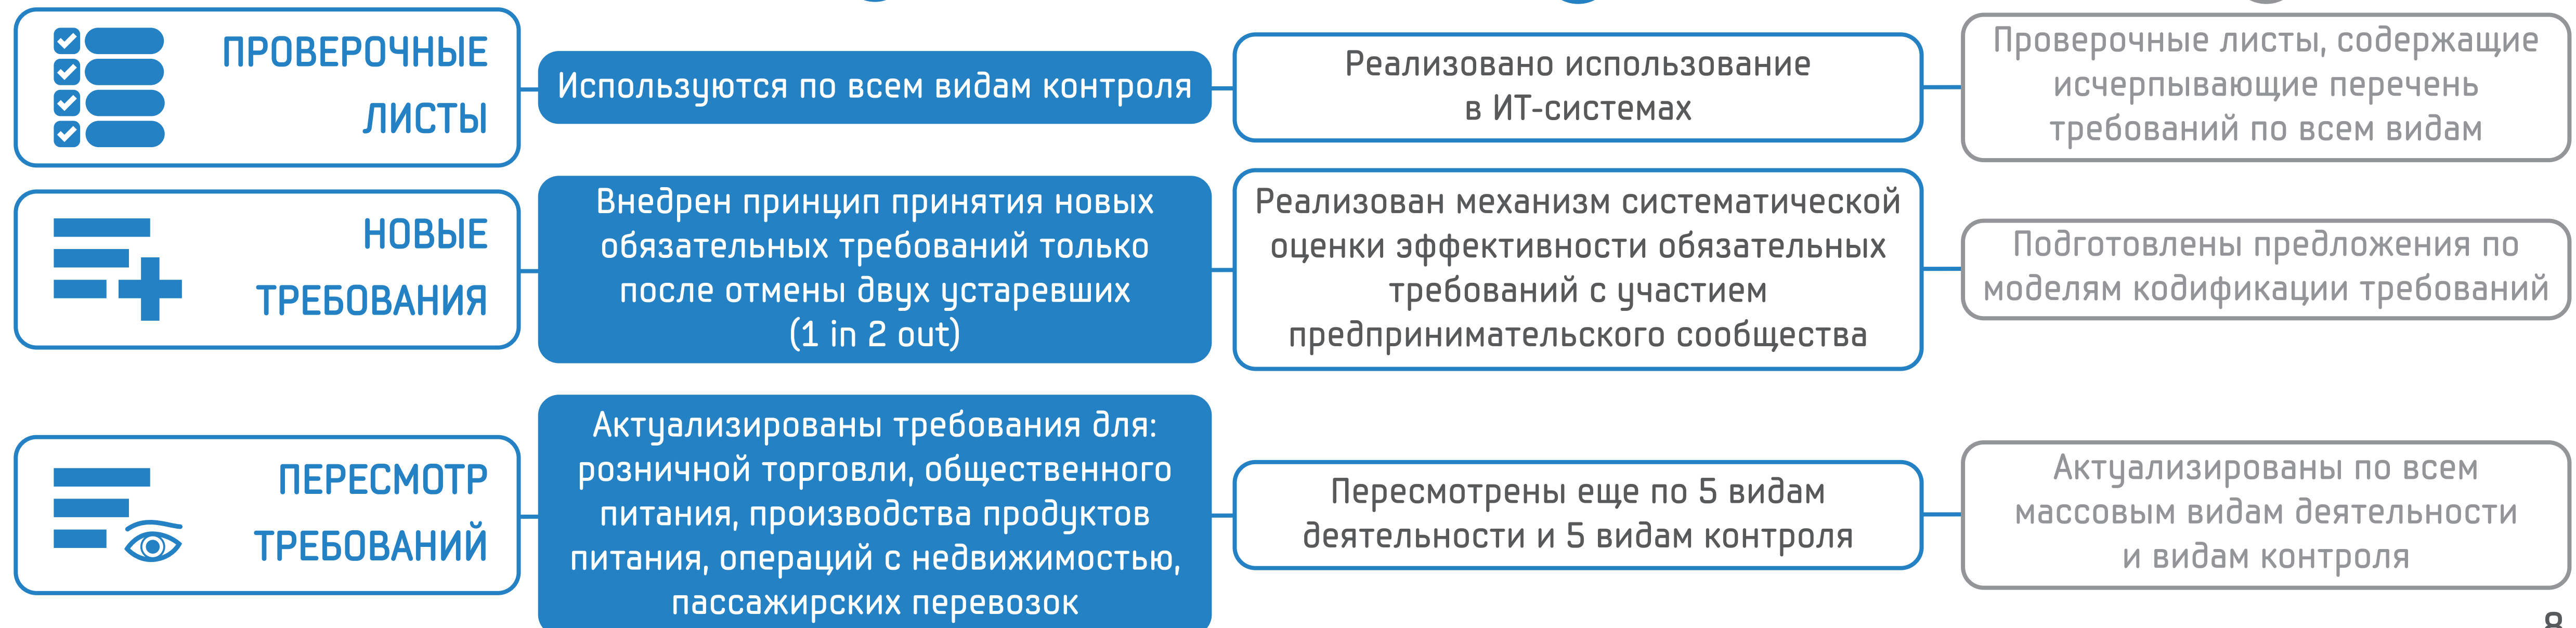 ПРОВЕРОЧНЫЕ
ЛИСТЫ
Используются по всем видам контроля
Реализовано использование
в ИТ-системах
Проверочные листы, содержащие
исчерпывающие перечень
требований по всем видам
НОВЫЕ
ТРЕБОВАНИЯ
Внедрен принцип принятия новых
обязательных требований только
после отмены двух устаревших
(1 in 2 out)
Реализован механизм систематической
оценки эффективности обязательных
требований с участием
предпринимательского сообщества
Подготовлены предложения по
моделям кодификации требований
ПЕРЕСМОТР
ТРЕБОВАНИЙ
Актуализированы требования для:
розничной торговли, общественного
питания, производства продуктов
питания, операций с недвижимостью,
пассажирских перевозок
Пересмотрены еще по 5 видам
деятельности и 5 видам контроля
Актуализированы по всем
массовым видам деятельности
и видам контроля
8